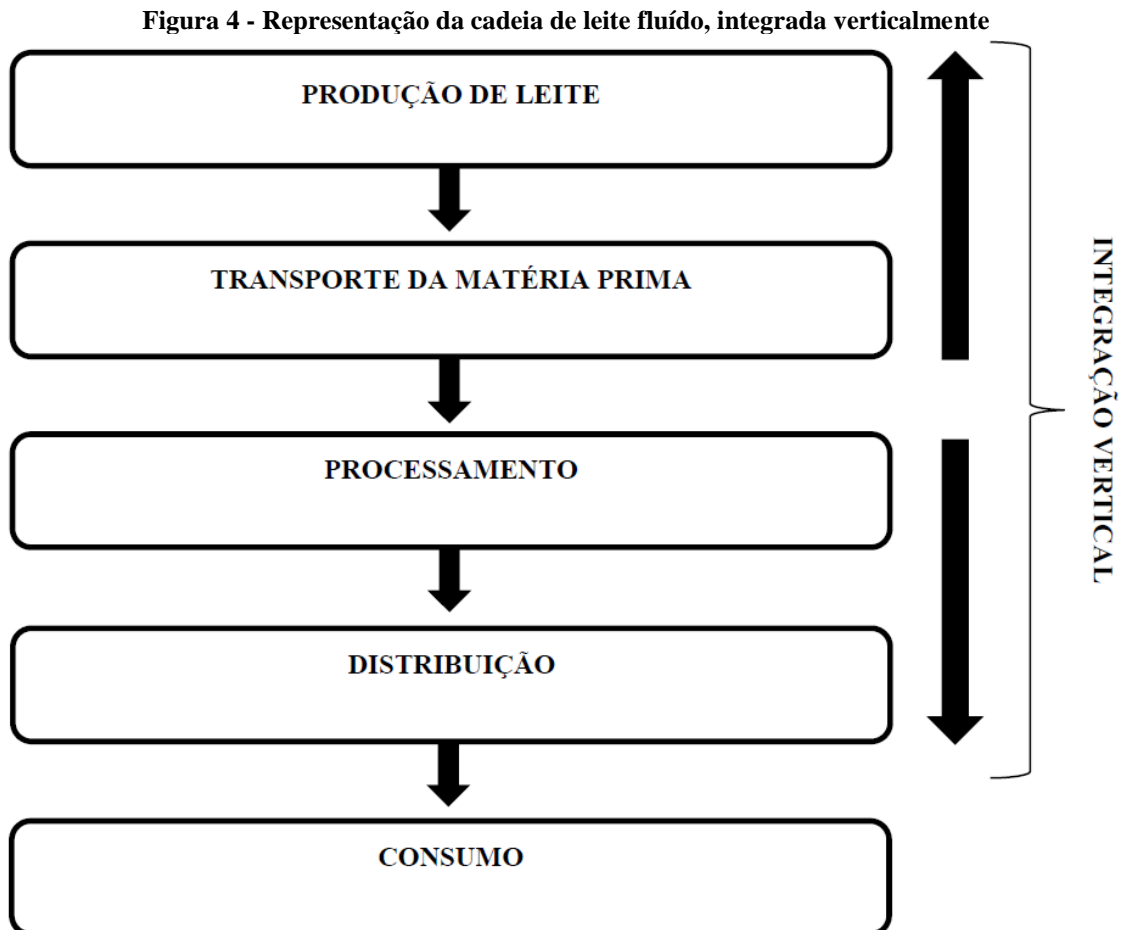 Figura 4 - Representação da cadeia de leite fluído, integrada verticalmente
PRODUÇÃO DE LEITE
TRANSPORTE DA MATÉRIA PRIMA
PROCESSAMENTO
DISTRIBUIÇÃO
CONSUMO
INTEGRAÇÃO VERTICAL